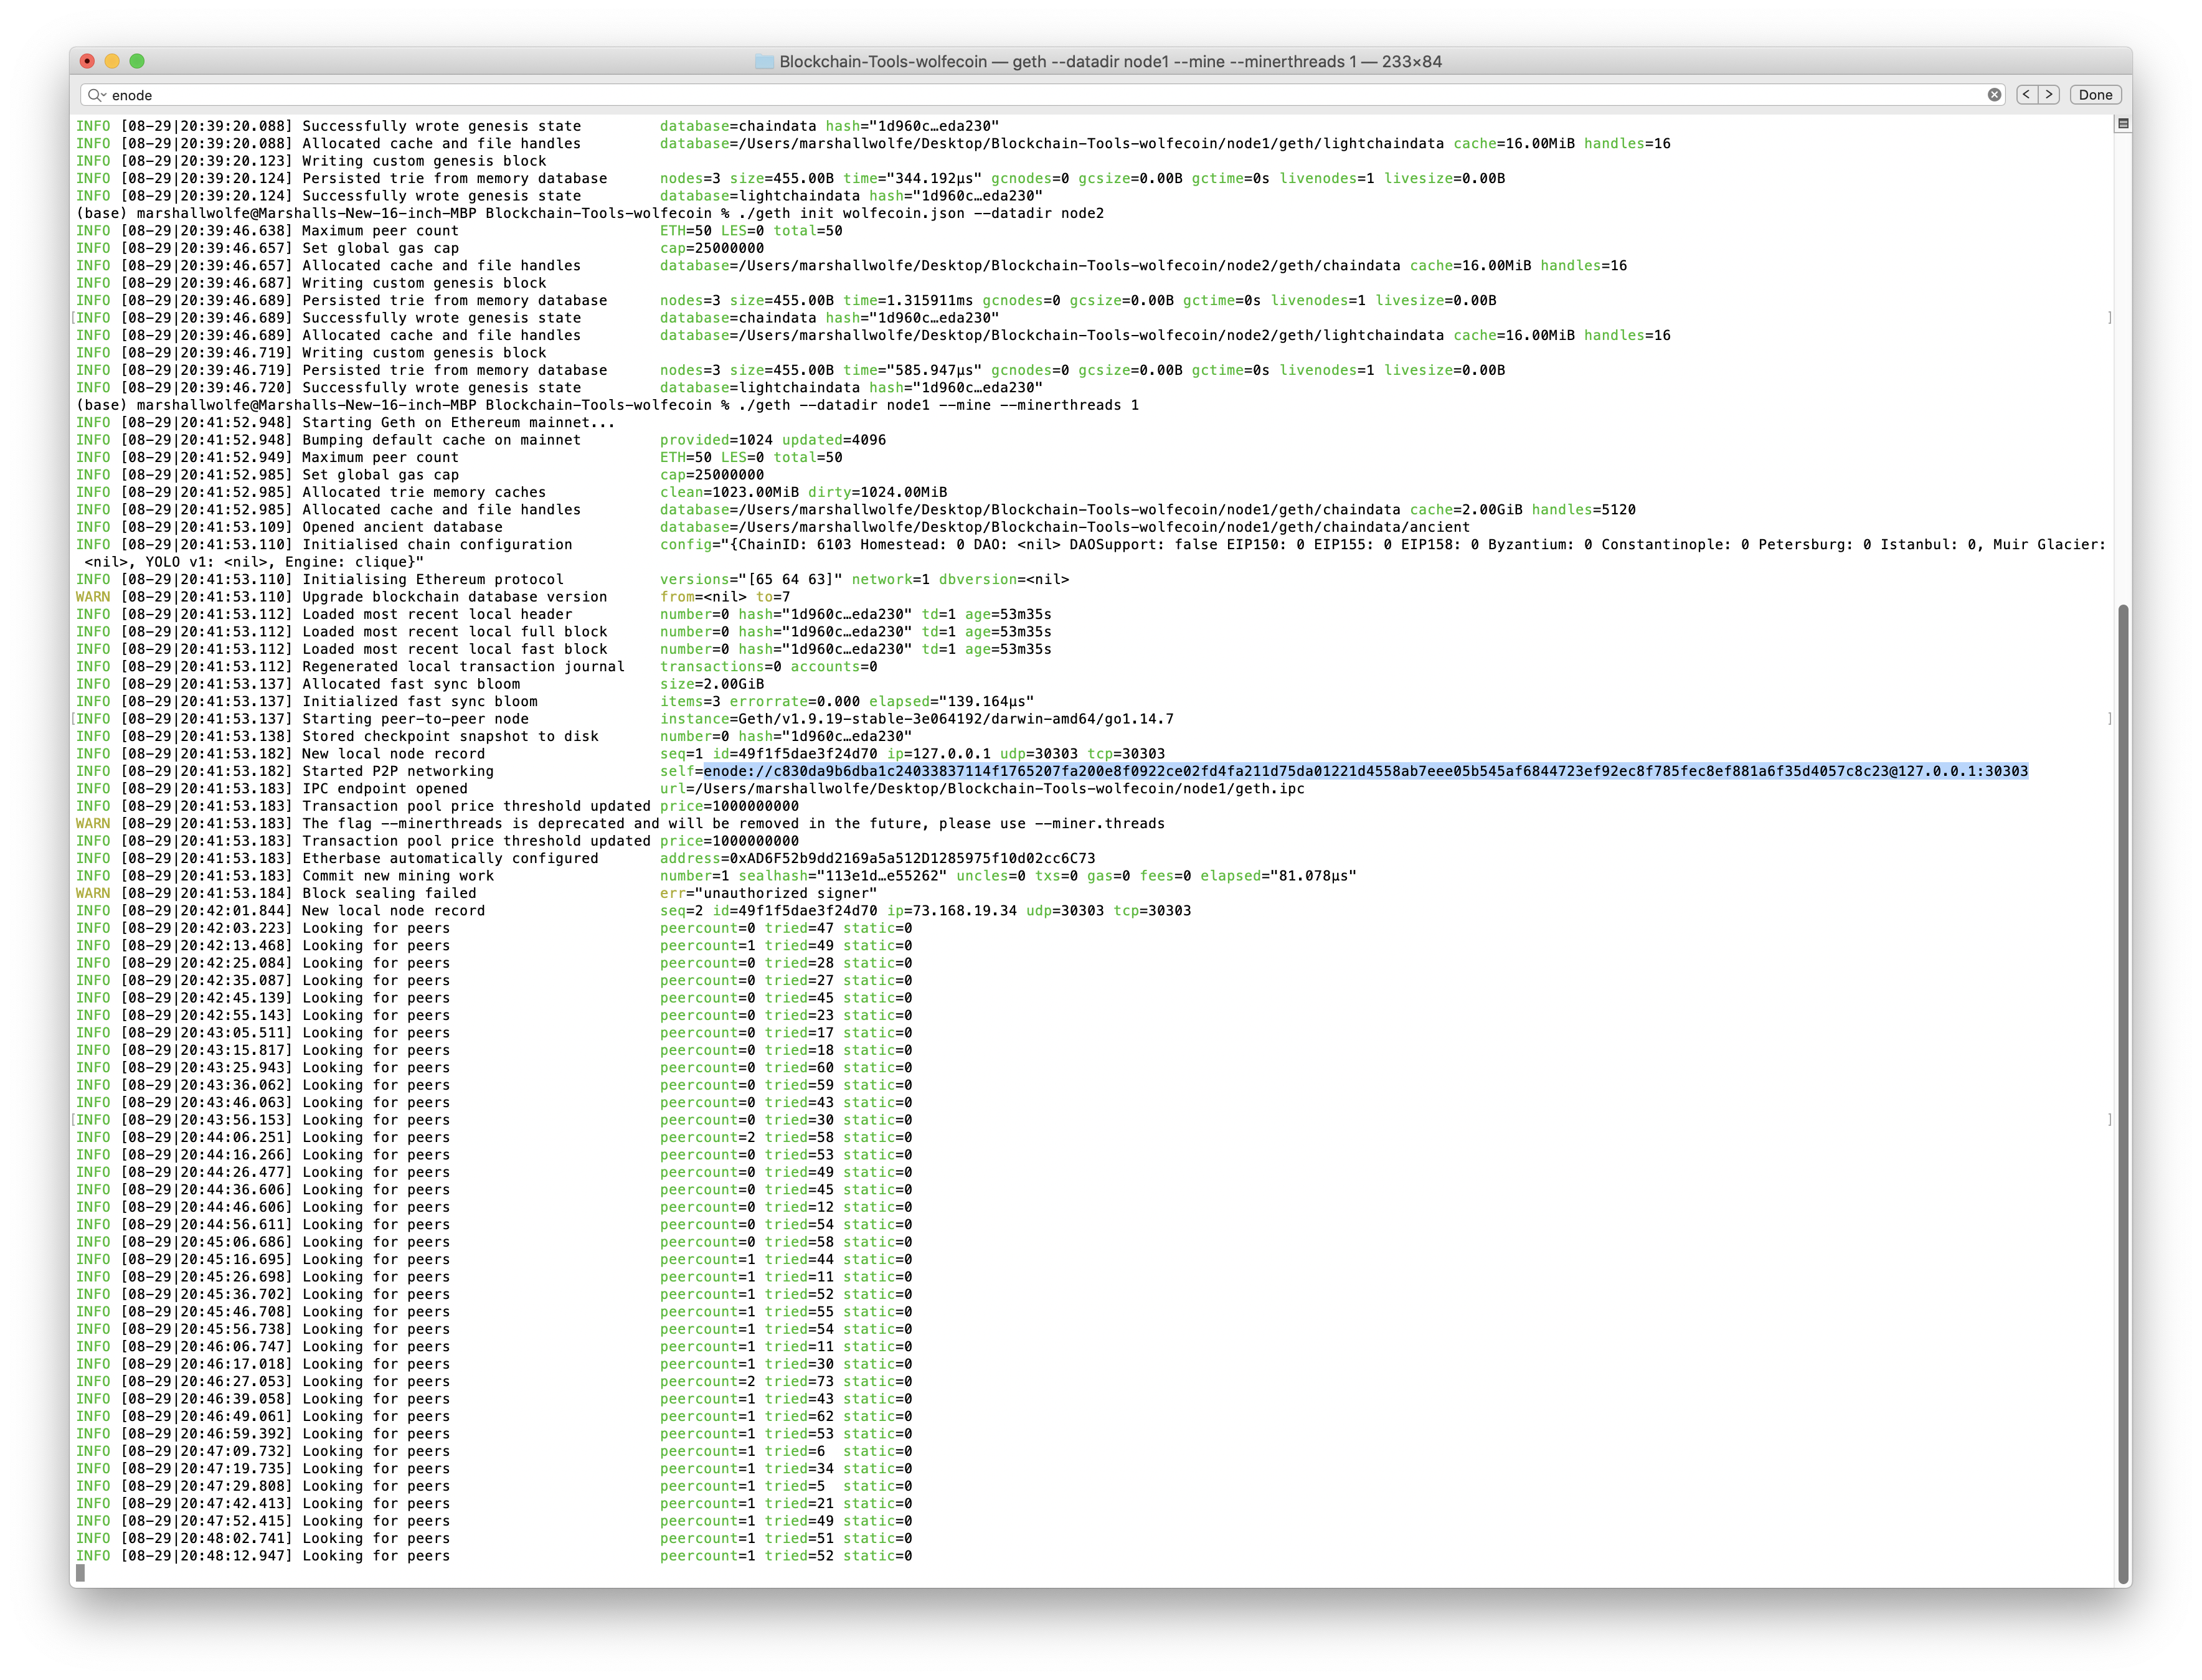 Blockchain-Tools-wolfecoin — geth --datadir node1 --mine --minerthreads 1 — 233×84
enode
< > Done
INFO [08-29|20:39:20.088] Successfully wrote genesis state database=chaindata hash="1d960c…eda230"
INFO [08-29|20:39:20.088] Allocated cache and file handles database=/Users/marshallwolfe/Desktop/Blockchain-Tools-wolfecoin/node1/geth/lightchaindata cache=16.00MiB handles=16
INFO [08-29|20:39:20.123] Writing custom genesis block
INFO [08-29|20:39:20.124] Persisted trie from memory database nodes=3 size=455.00B time="344.192µs" gcnodes=0 gcsize=0.00B gctime=0s livenodes=1 livesize=0.00B
INFO [08-29|20:39:20.124] Successfully wrote genesis state database=lightchaindata hash="1d960c…eda230"
(base) marshallwolfe@Marshalls-New-16-inch-MBP Blockchain-Tools-wolfecoin % ./geth init wolfecoin.json --datadir node2
INFO [08-29|20:39:46.638] Maximum peer count ETH=50 LES=0 total=50
INFO [08-29|20:39:46.657] Set global gas cap cap=25000000
INFO [08-29|20:39:46.657] Allocated cache and file handles database=/Users/marshallwolfe/Desktop/Blockchain-Tools-wolfecoin/node2/geth/chaindata cache=16.00MiB handles=16
INFO [08-29|20:39:46.687] Writing custom genesis block
INFO [08-29|20:39:46.689] Persisted trie from memory database nodes=3 size=455.00B time=1.315911ms gcnodes=0 gcsize=0.00B gctime=0s livenodes=1 livesize=0.00B
[INFO [08-29|20:39:46.689] Successfully wrote genesis state database=chaindata hash="1d960c…eda230" ]
INFO [08-29|20:39:46.689] Allocated cache and file handles database=/Users/marshallwolfe/Desktop/Blockchain-Tools-wolfecoin/node2/geth/lightchaindata cache=16.00MiB handles=16
INFO [08-29|20:39:46.719] Writing custom genesis block
INFO [08-29|20:39:46.719] Persisted trie from memory database nodes=3 size=455.00B time="585.947µs" gcnodes=0 gcsize=0.00B gctime=0s livenodes=1 livesize=0.00B
INFO [08-29|20:39:46.720] Successfully wrote genesis state database=lightchaindata hash="1d960c…eda230"
(base) marshallwolfe@Marshalls-New-16-inch-MBP Blockchain-Tools-wolfecoin % ./geth --datadir node1 --mine --minerthreads 1
INFO [08-29|20:41:52.948] Starting Geth on Ethereum mainnet...
INFO [08-29|20:41:52.948] Bumping default cache on mainnet provided=1024 updated=4096
INFO [08-29|20:41:52.949] Maximum peer count ETH=50 LES=0 total=50
INFO [08-29|20:41:52.985] Set global gas cap cap=25000000
INFO [08-29|20:41:52.985] Allocated trie memory caches clean=1023.00MiB dirty=1024.00MiB
INFO [08-29|20:41:52.985] Allocated cache and file handles database=/Users/marshallwolfe/Desktop/Blockchain-Tools-wolfecoin/node1/geth/chaindata cache=2.00GiB handles=5120
INFO [08-29|20:41:53.109] Opened ancient database database=/Users/marshallwolfe/Desktop/Blockchain-Tools-wolfecoin/node1/geth/chaindata/ancient
INFO [08-29|20:41:53.110] Initialised chain configuration config="{ChainID: 6103 Homestead: 0 DAO: <nil> DAOSupport: false EIP150: 0 EIP155: 0 EIP158: 0 Byzantium: 0 Constantinople: 0 Petersburg: 0 Istanbul: 0, Muir Glacier:
<nil>, YOLO v1: <nil>, Engine: clique}"
INFO [08-29|20:41:53.110] Initialising Ethereum protocol versions="[65 64 63]" network=1 dbversion=<nil>
WARN [08-29|20:41:53.110] Upgrade blockchain database version from=<nil> to=7
INFO [08-29|20:41:53.112] Loaded most recent local header number=0 hash="1d960c…eda230" td=1 age=53m35s
INFO [08-29|20:41:53.112] Loaded most recent local full block number=0 hash="1d960c…eda230" td=1 age=53m35s
INFO [08-29|20:41:53.112] Loaded most recent local fast block number=0 hash="1d960c…eda230" td=1 age=53m35s
INFO [08-29|20:41:53.112] Regenerated local transaction journal transactions=0 accounts=0
INFO [08-29|20:41:53.137] Allocated fast sync bloom size=2.00GiB
INFO [08-29|20:41:53.137] Initialized fast sync bloom items=3 errorrate=0.000 elapsed="139.164µs"
[INFO [08-29|20:41:53.137] Starting peer-to-peer node instance=Geth/v1.9.19-stable-3e064192/darwin-amd64/go1.14.7 ]
INFO [08-29|20:41:53.138] Stored checkpoint snapshot to disk number=0 hash="1d960c…eda230"
INFO [08-29|20:41:53.182] New local node record seq=1 id=49f1f5dae3f24d70 ip=127.0.0.1 udp=30303 tcp=30303
INFO [08-29|20:41:53.182] Started P2P networking self=enode://c830da9b6dba1c24033837114f1765207fa200e8f0922ce02fd4fa211d75da01221d4558ab7eee05b545af6844723ef92ec8f785fec8ef881a6f35d4057c8c23@127.0.0.1:30303
INFO [08-29|20:41:53.183] IPC endpoint opened url=/Users/marshallwolfe/Desktop/Blockchain-Tools-wolfecoin/node1/geth.ipc
INFO [08-29|20:41:53.183] Transaction pool price threshold updated price=1000000000
WARN [08-29|20:41:53.183] The flag --minerthreads is deprecated and will be removed in the future, please use --miner.threads
INFO [08-29|20:41:53.183] Transaction pool price threshold updated price=1000000000
INFO [08-29|20:41:53.183] Etherbase automatically configured address=0xAD6F52b9dd2169a5a512D1285975f10d02cc6C73
INFO [08-29|20:41:53.183] Commit new mining work number=1 sealhash="113e1d…e55262" uncles=0 txs=0 gas=0 fees=0 elapsed="81.078µs"
WARN [08-29|20:41:53.184] Block sealing failed err="unauthorized signer"
INFO [08-29|20:42:01.844] New local node record seq=2 id=49f1f5dae3f24d70 ip=73.168.19.34 udp=30303 tcp=30303
INFO [08-29|20:42:03.223] Looking for peers peercount=0 tried=47 static=0
INFO [08-29|20:42:13.468] Looking for peers peercount=1 tried=49 static=0
INFO [08-29|20:42:25.084] Looking for peers peercount=0 tried=28 static=0
INFO [08-29|20:42:35.087] Looking for peers peercount=0 tried=27 static=0
INFO [08-29|20:42:45.139] Looking for peers peercount=0 tried=45 static=0
INFO [08-29|20:42:55.143] Looking for peers peercount=0 tried=23 static=0
INFO [08-29|20:43:05.511] Looking for peers peercount=0 tried=17 static=0
INFO [08-29|20:43:15.817] Looking for peers peercount=0 tried=18 static=0
INFO [08-29|20:43:25.943] Looking for peers peercount=0 tried=60 static=0
INFO [08-29|20:43:36.062] Looking for peers peercount=0 tried=59 static=0
INFO [08-29|20:43:46.063] Looking for peers peercount=0 tried=43 static=0
[INFO [08-29|20:43:56.153] Looking for peers peercount=0 tried=30 static=0 ]
INFO [08-29|20:44:06.251] Looking for peers peercount=2 tried=58 static=0
INFO [08-29|20:44:16.266] Looking for peers peercount=0 tried=53 static=0
INFO [08-29|20:44:26.477] Looking for peers peercount=0 tried=49 static=0
INFO [08-29|20:44:36.606] Looking for peers peercount=0 tried=45 static=0
INFO [08-29|20:44:46.606] Looking for peers peercount=0 tried=12 static=0
INFO [08-29|20:44:56.611] Looking for peers peercount=0 tried=54 static=0
INFO [08-29|20:45:06.686] Looking for peers peercount=0 tried=58 static=0
INFO [08-29|20:45:16.695] Looking for peers peercount=1 tried=44 static=0
INFO [08-29|20:45:26.698] Looking for peers peercount=1 tried=11 static=0
INFO [08-29|20:45:36.702] Looking for peers peercount=1 tried=52 static=0
INFO [08-29|20:45:46.708] Looking for peers peercount=1 tried=55 static=0
INFO [08-29|20:45:56.738] Looking for peers peercount=1 tried=54 static=0
INFO [08-29|20:46:06.747] Looking for peers peercount=1 tried=11 static=0
INFO [08-29|20:46:17.018] Looking for peers peercount=1 tried=30 static=0
INFO [08-29|20:46:27.053] Looking for peers peercount=2 tried=73 static=0
INFO [08-29|20:46:39.058] Looking for peers peercount=1 tried=43 static=0
INFO [08-29|20:46:49.061] Looking for peers peercount=1 tried=62 static=0
INFO [08-29|20:46:59.392] Looking for peers peercount=1 tried=53 static=0
INFO [08-29|20:47:09.732] Looking for peers peercount=1 tried=6 static=0
INFO [08-29|20:47:19.735] Looking for peers peercount=1 tried=34 static=0
INFO [08-29|20:47:29.808] Looking for peers peercount=1 tried=5 static=0
INFO [08-29|20:47:42.413] Looking for peers peercount=1 tried=21 static=0
INFO [08-29|20:47:52.415] Looking for peers peercount=1 tried=49 static=0
INFO [08-29|20:48:02.741] Looking for peers peercount=1 tried=51 static=0
INFO [08-29|20:48:12.947] Looking for peers peercount=1 tried=52 static=0